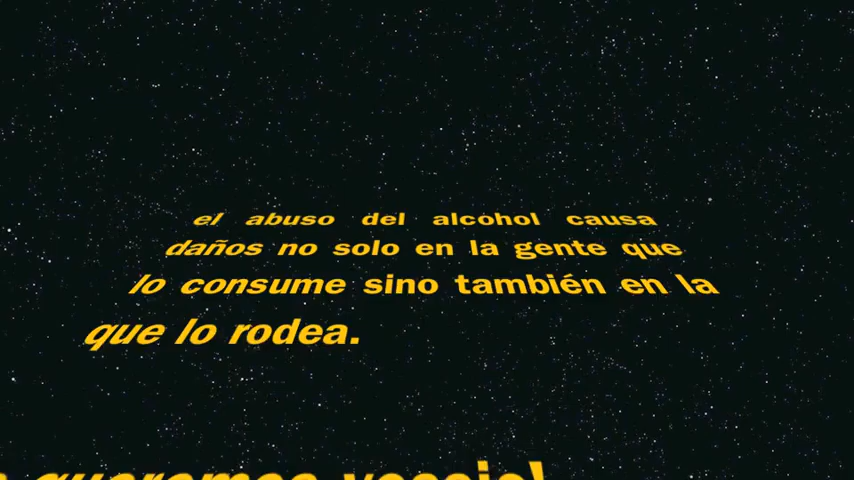 el abuso del alcohol causa
daños no solo en la gente que
lo consume sino también en la
que lo rodea.
queremos